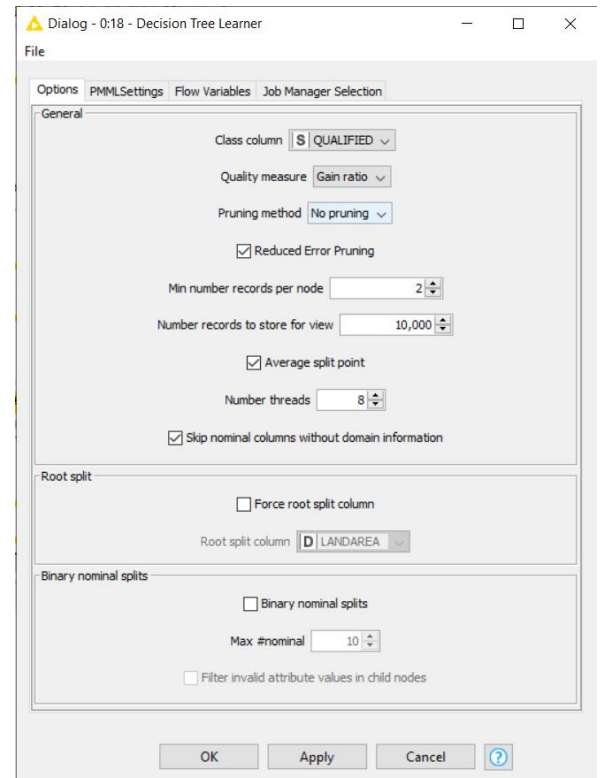 Dialog - 0:18 - Decision Tree Learner
File
Options PMMLSettings Flow Variables Job Manager Selection
General
Class column S QUALIFIED
Quality measure Gain ratio
Pruning method No pruning
Reduced Error Pruning
Min number records per node 2
Number records to store for view 10,000
Average split point
Number threads 8
Skip nominal columns without domain information
Root split
Force root split column
Root split column D LANDAREA
Binary nominal splits
Binary nominal splits
Max #nominal 10
Filter invalid attribute values in child nodes
OK Apply Cancel ?